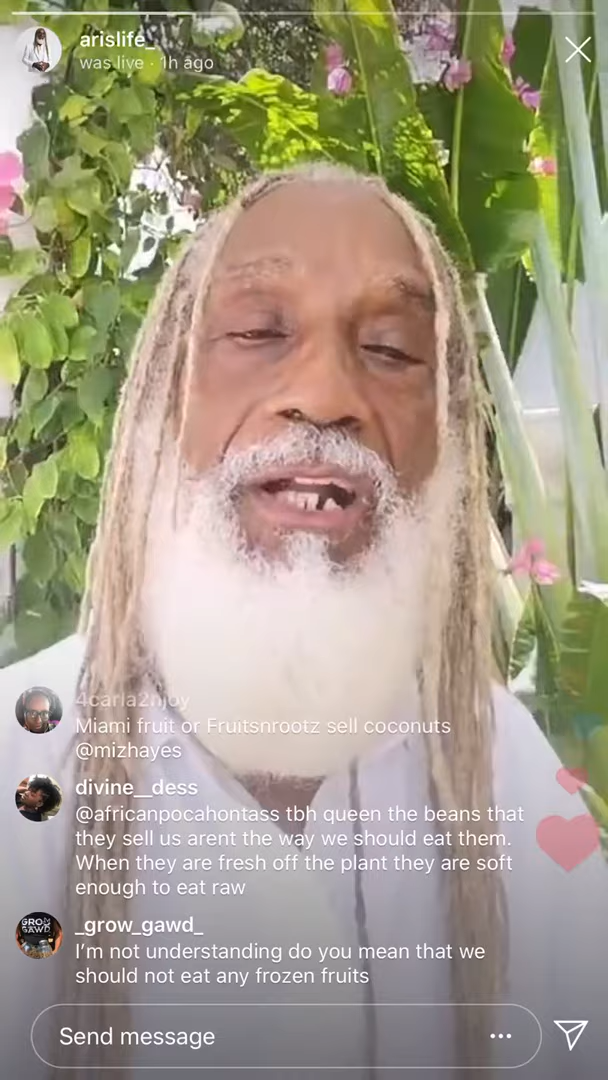 arislife_
was live · 1h ago
4carla2njoy
Miami fruit or Fruitsnrootz sell coconuts
@mizhayes
divine__dess
@africanpocahontass tbh queen the beans that
they sell us arent the way we should eat them.
When they are fresh off the plant they are soft
enough to eat raw
GROW
GAWD
_grow_gawd_
I'm not understanding do you mean that we
should not eat any frozen fruits
Send message